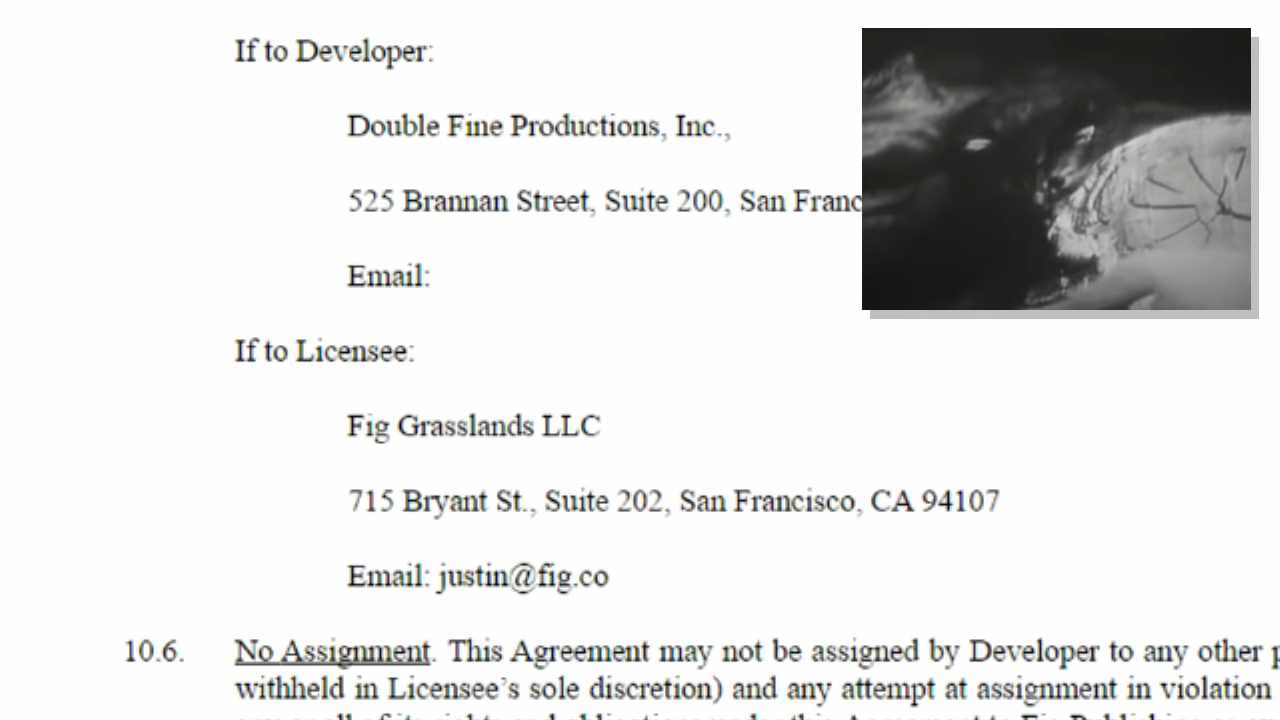 If to Developer:
Double Fine Productions, Inc.,
525 Brannan Street, Suite 200, San Franc
Email:
If to Licensee:
Fig Grasslands LLC
715 Bryant St., Suite 202, San Francisco, CA 94107
Email: justin@fig.co
10.6. No Assignment. This Agreement may not be assigned by Developer to any other p
withheld in Licensee’s sole discretion) and any attempt at assignment in violation